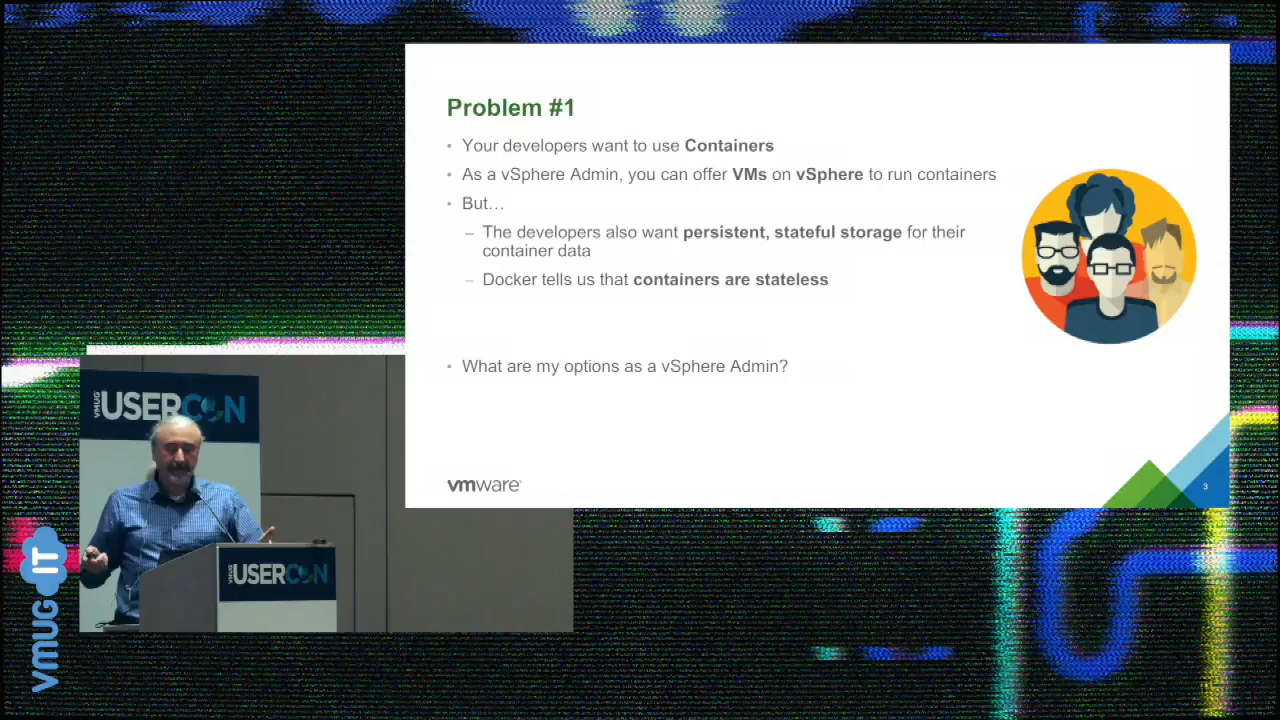 Problem #1
• Your developers want to use Containers
• As a vSphere Admin, you can offer VMs on vSphere to run containers
• But…
– The developers also want persistent, stateful storage for their
container data
– Docker tells us that containers are stateless
• What are my options as a vSphere Admin?
vmware
3
VMUG USERCON
VMUG USERCON
VMUG IT